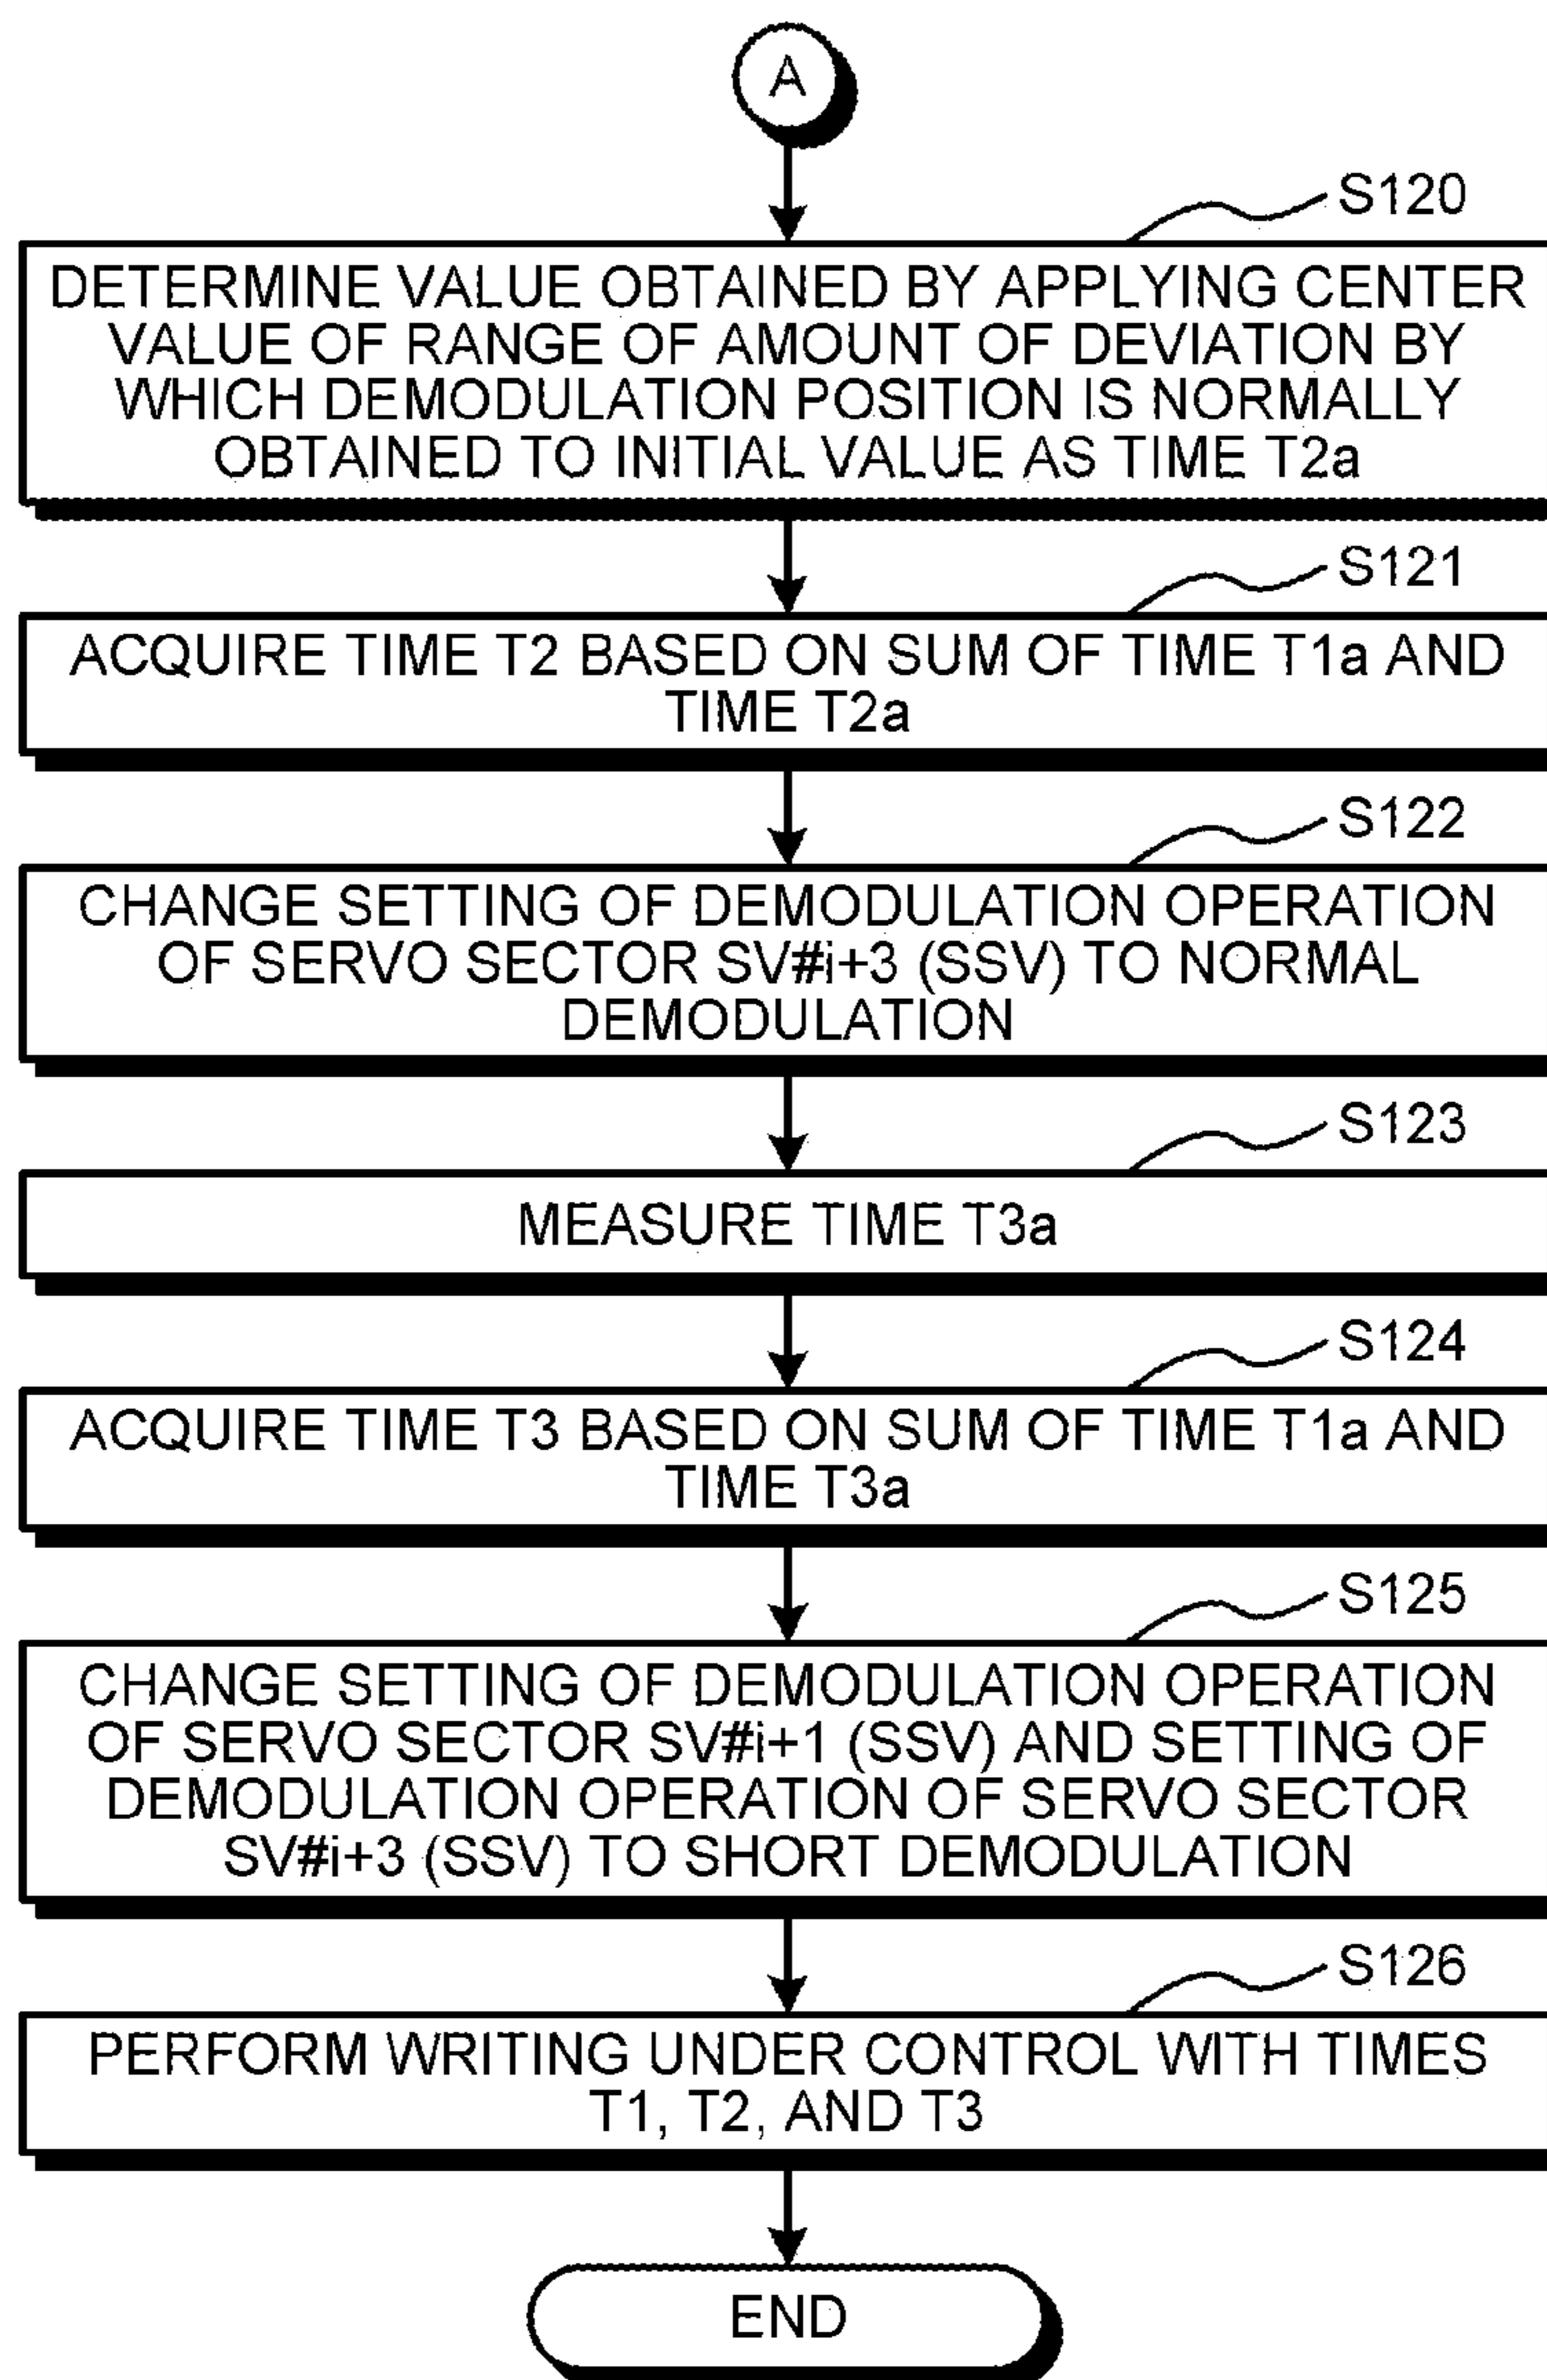 A
S120
DETERMINE VALUE OBTAINED BY APPLYING CENTER
VALUE OF RANGE OF AMOUNT OF DEVIATION BY
WHICH DEMODULATION POSITION IS NORMALLY
OBTAINED TO INITIAL VALUE AS TIME T2a
S121
ACQUIRE TIME T2 BASED ON SUM OF TIME T1a AND
TIME T2a
S122
CHANGE SETTING OF DEMODULATION OPERATION
OF SERVO SECTOR SV#i+3 (SSV) TO NORMAL
DEMODULATION
S123
MEASURE TIME T3a
S124
ACQUIRE TIME T3 BASED ON SUM OF TIME T1a AND
TIME T3a
S125
CHANGE SETTING OF DEMODULATION OPERATION
OF SERVO SECTOR SV#i+1 (SSV) AND SETTING OF
DEMODULATION OPERATION OF SERVO SECTOR
SV#i+3 (SSV) TO SHORT DEMODULATION
S126
PERFORM WRITING UNDER CONTROL WITH TIMES
T1, T2, AND T3
END